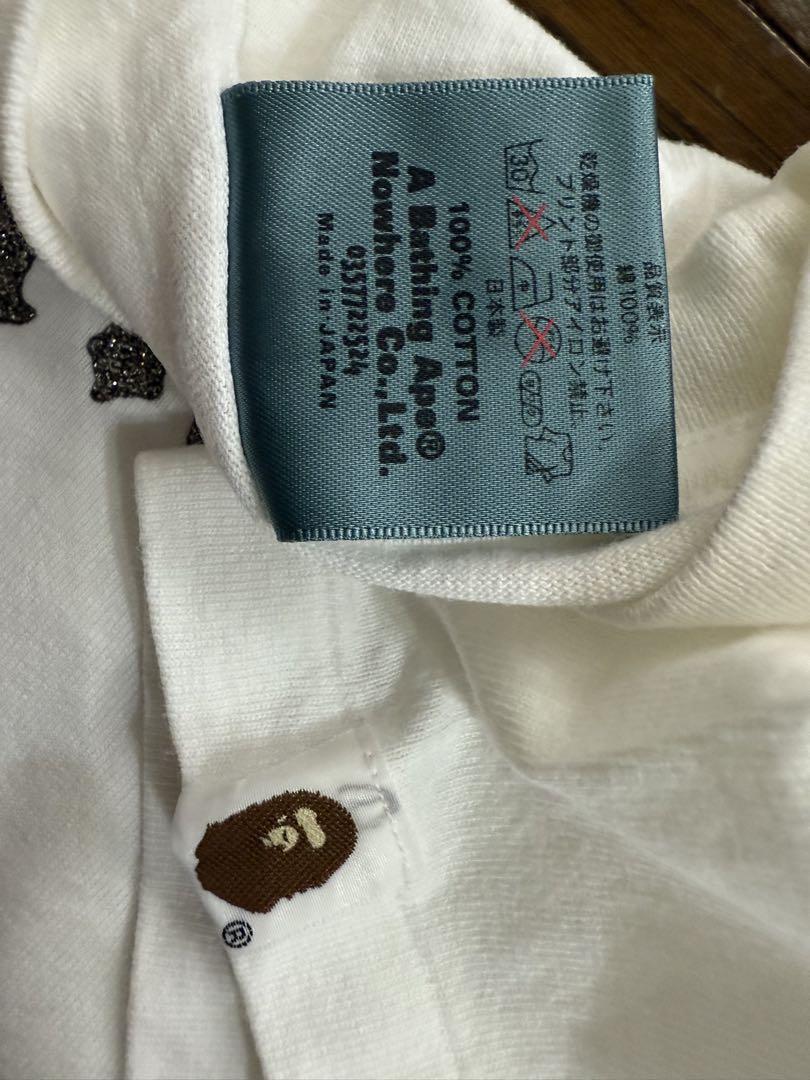 品質表示
綿100%
乾燥機の御使用はお避け下さい。
プリント部分アイロン禁止。
30
日本製
100% COTTON
A Bathing Ape®
Nowhere Co.,Ltd.
0357722524
Made in JAPAN
®